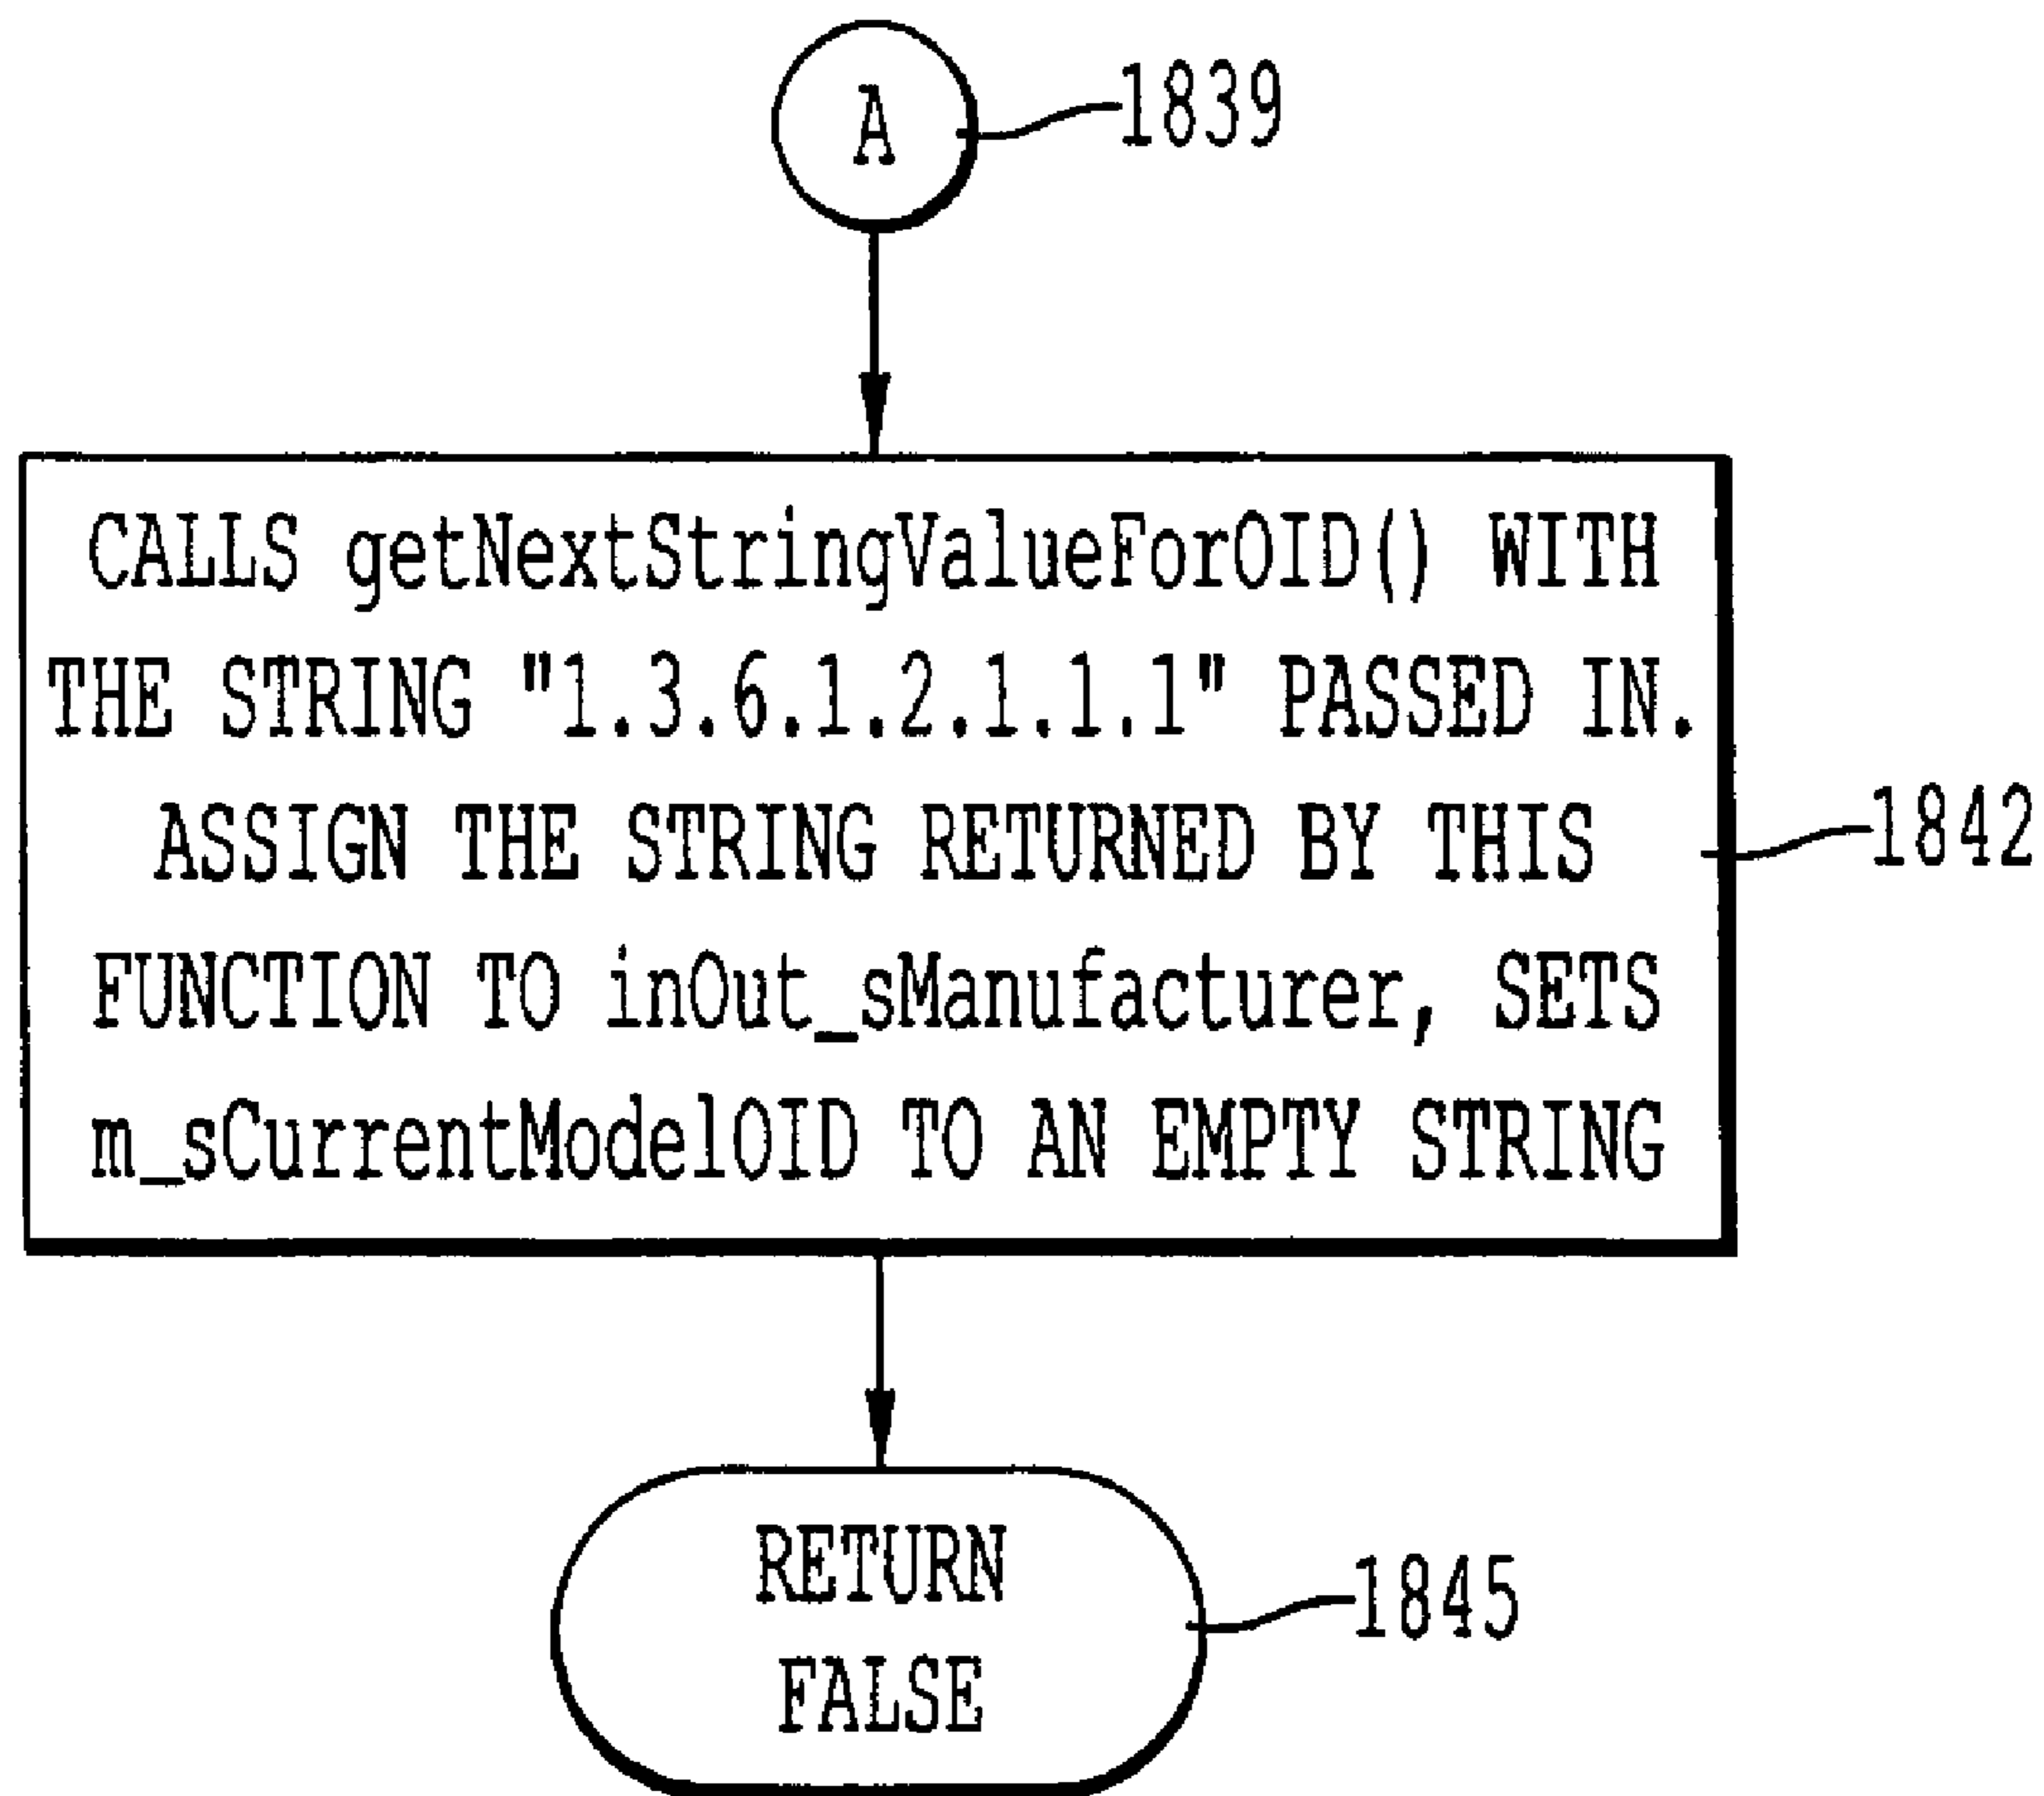 A
1839
CALLS getNextStringValueForOID() WITH
THE STRING "1.3.6.1.2.1.1.1" PASSED IN.
ASSIGN THE STRING RETURNED BY THIS
FUNCTION TO inOut_sManufacturer, SETS
m_sCurrentModelOID TO AN EMPTY STRING
1842
RETURN
FALSE
1845